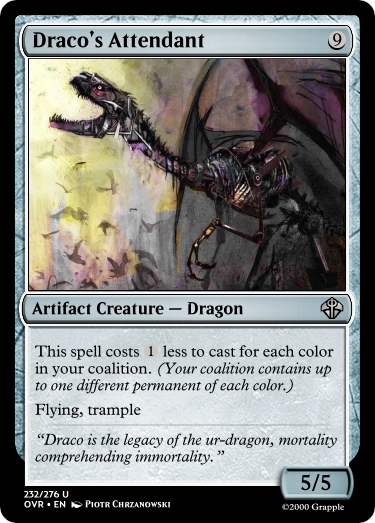 Draco's Attendant 9
Artifact Creature — Dragon
This spell costs 1 less to cast for each color
in your coalition. (Your coalition contains up
to one different permanent of each color.)
Flying, trample
“Draco is the legacy of the ur-dragon, mortality
comprehending immortality.”
5/5
232/276 U
OVR • EN Piotr Chrzanowski
©2000 Grapple